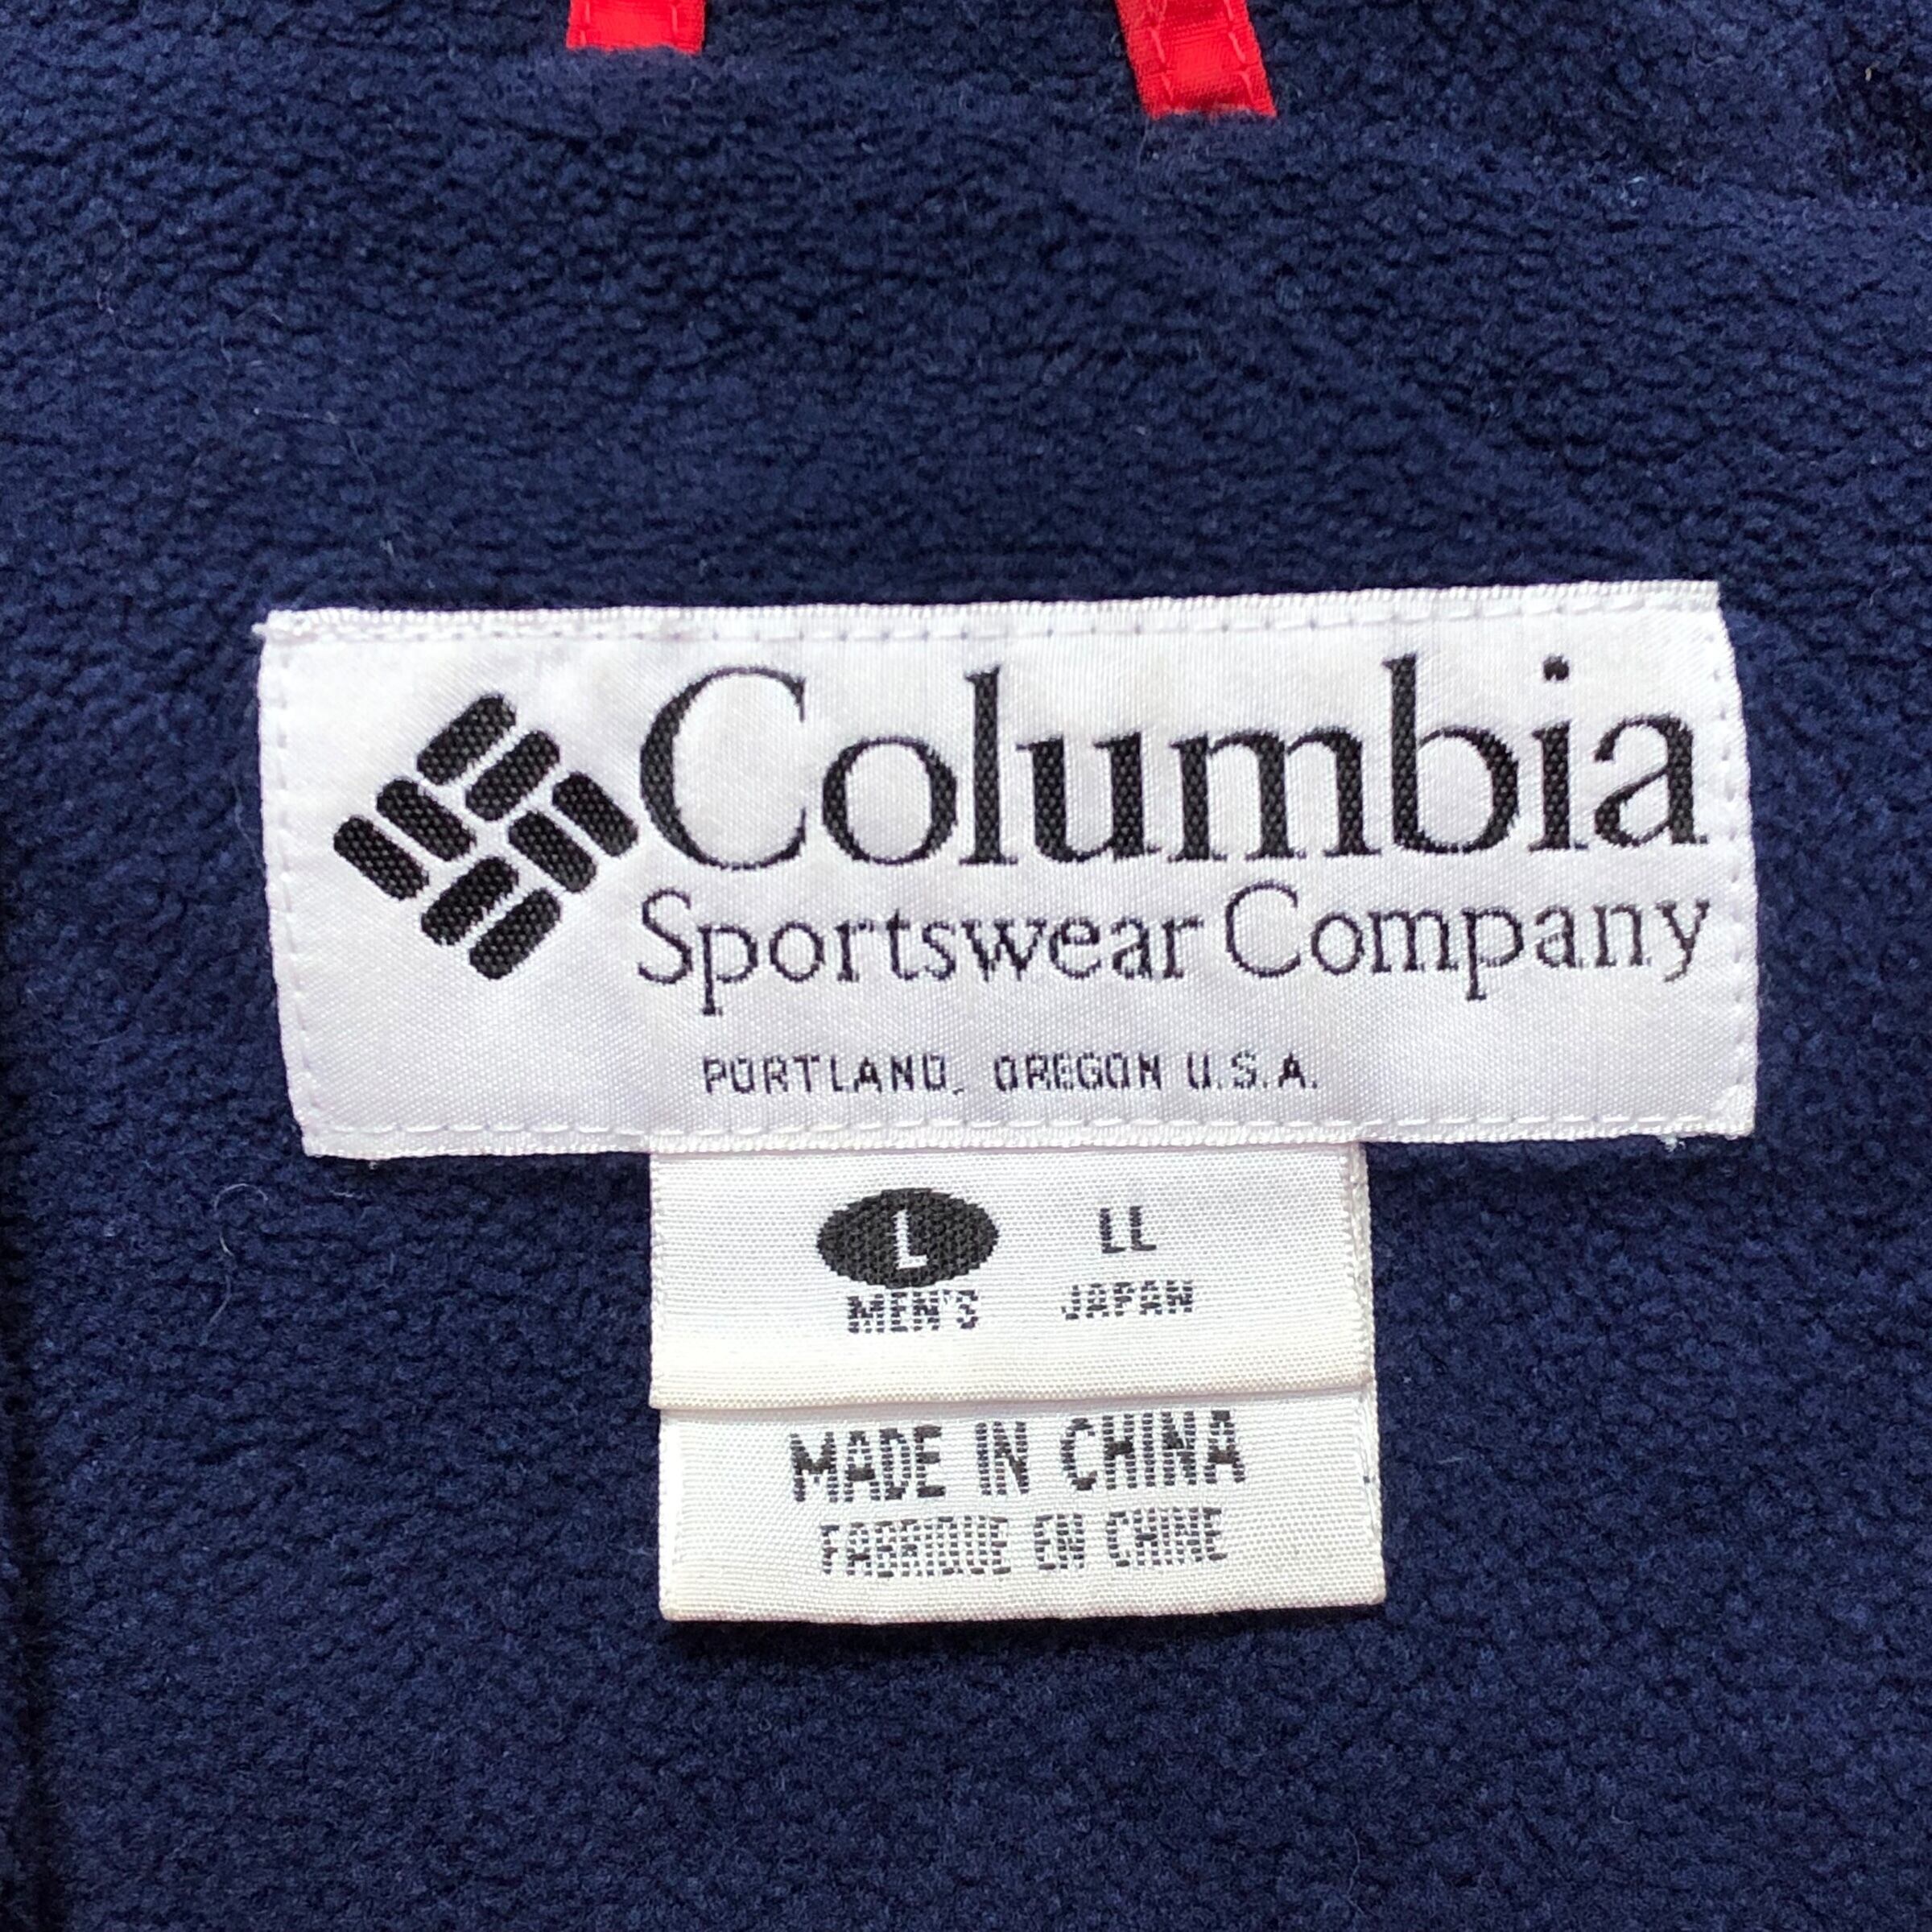 Columbia
Sportswear Company
PORTLAND, OREGON U.S.A.
L LL
MEN'S JAPAN
MADE IN CHINA
FABRIQUE EN CHINE